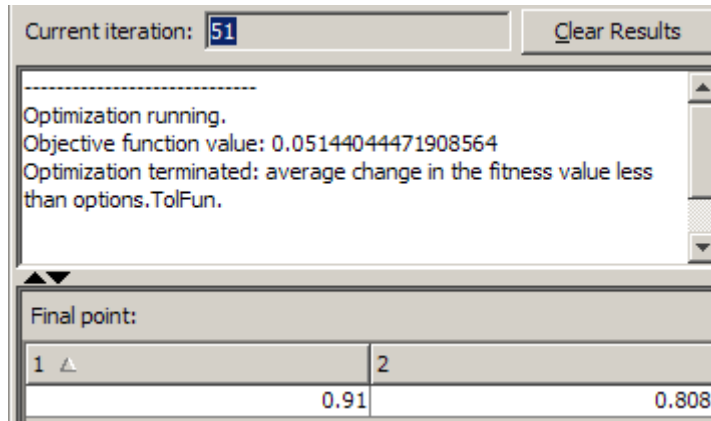 Current iteration: 51 Clear Results
------------------------------
Optimization running.
Objective function value: 0.05144044471908564
Optimization terminated: average change in the fitness value less
than options.TolFun.
Final point:
1 2
0.91 0.808